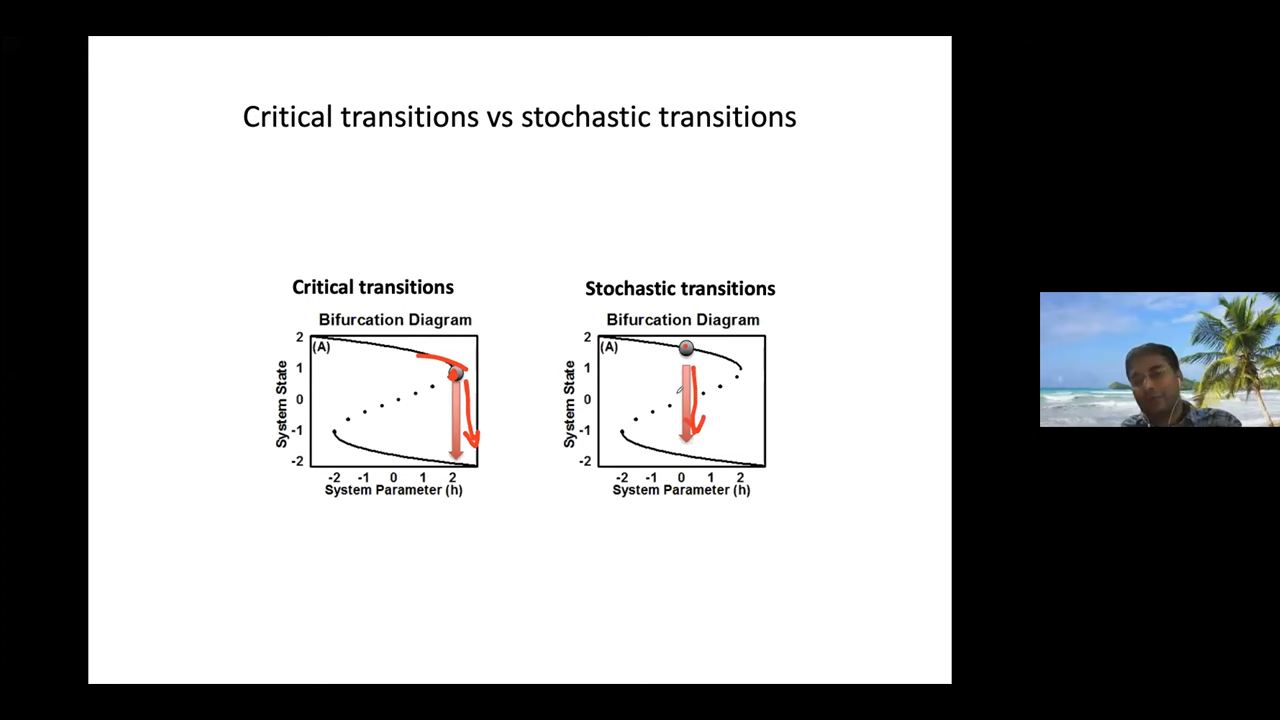 Critical transitions vs stochastic transitions
Critical transitions
Bifurcation Diagram
(A)
2
1
0
-1
-2
System State
-2 -1 0 1 2
System Parameter (h)
Stochastic transitions
Bifurcation Diagram
(A)
2
1
0
-1
-2
System State
-2 -1 0 1 2
System Parameter (h)